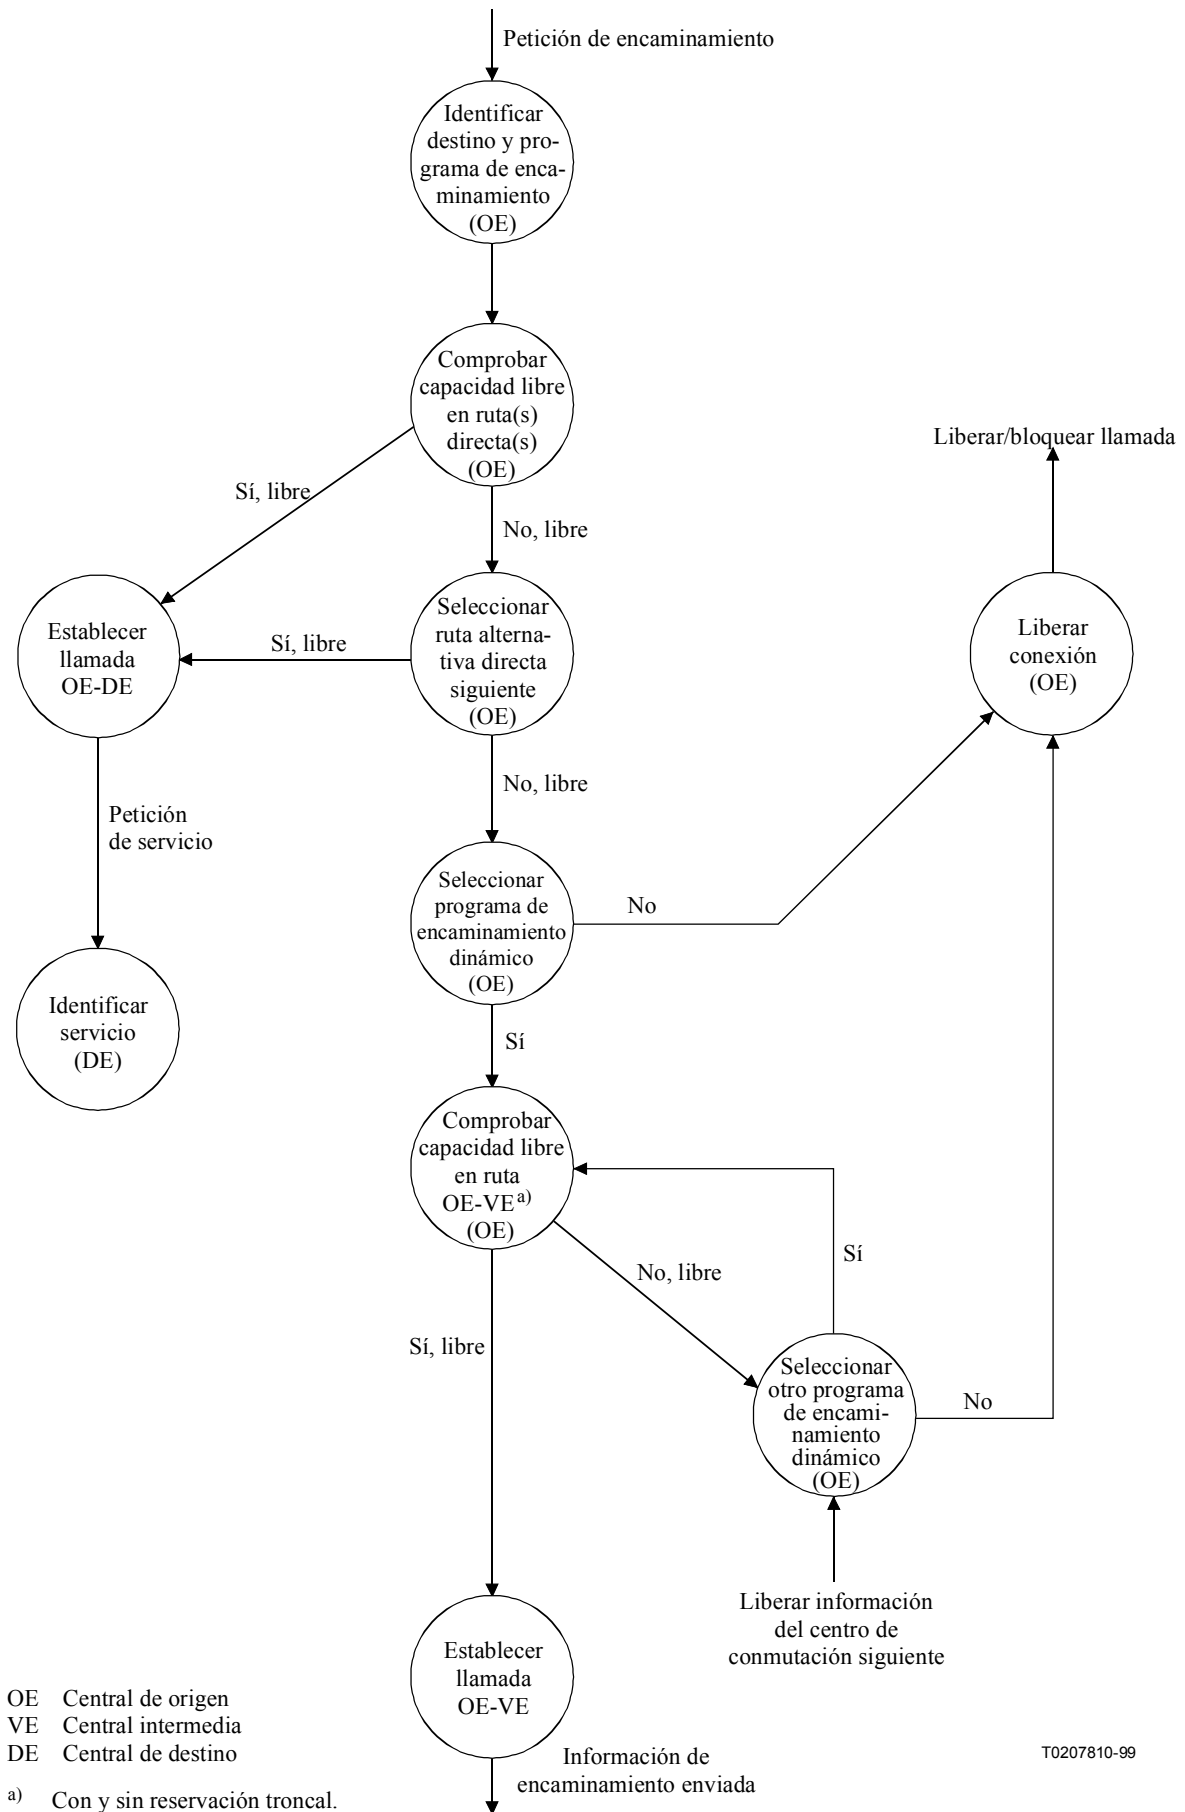 Petición de encaminamiento
Identificar
destino y pro-
grama de enca-
minamiento
(OE)
Comprobar
capacidad libre
en ruta(s)
directa(s)
(OE)
Liberar/bloquear llamada
Sí, libre
No, libre
Establecer
llamada
OE-DE
Sí, libre
Seleccionar
ruta alterna-
tiva directa
siguiente
(OE)
Liberar
conexión
(OE)
No, libre
Petición
de servicio
Seleccionar
programa de
encaminamiento
dinámico
(OE)
No
Identificar
servicio
(DE)
Sí
Comprobar
capacidad libre
en ruta
OE-VE a)
(OE)
Sí
No, libre
Sí, libre
Seleccionar
otro programa
de encami-
namiento
dinámico
(OE)
No
Liberar información
del centro de
conmutación siguiente
Establecer
llamada
OE-VE
OE Central de origen
VE Central intermedia
DE Central de destino
Información de
encaminamiento enviada
T0207810-99
a) Con y sin reservación troncal.